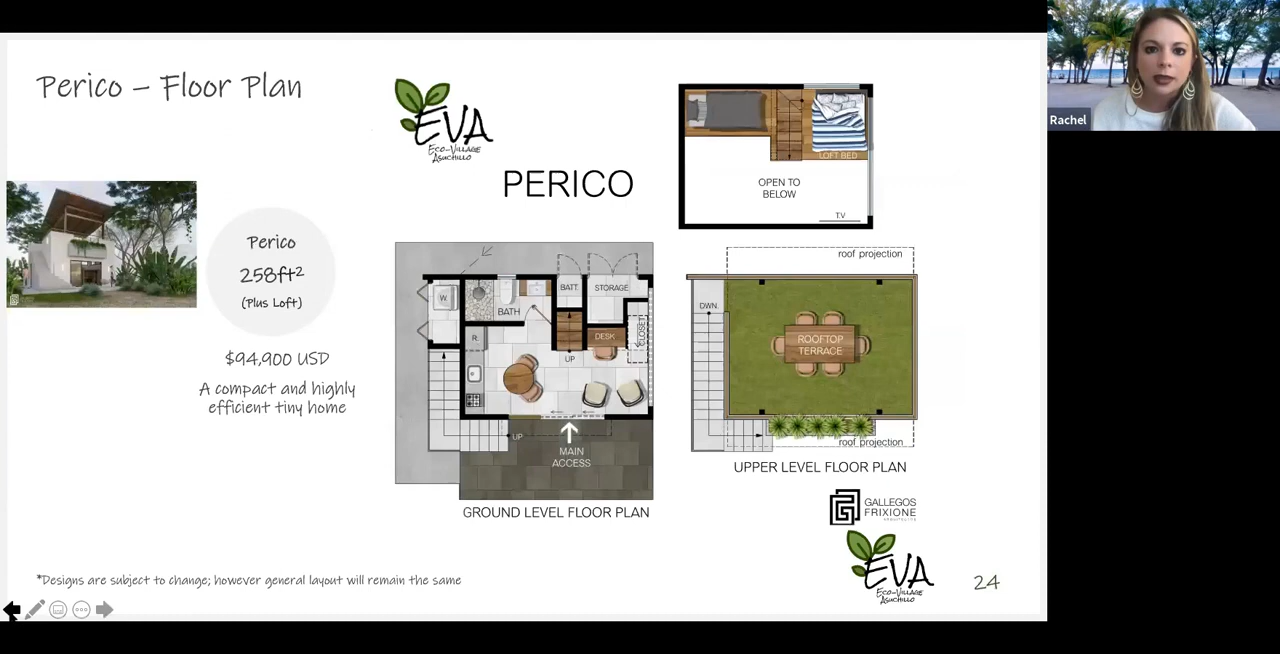 Perico – Floor Plan
EVA
ECO-VILLAGE
ASUCHILLO
PERICO
Perico
258ft²
(Plus Loft)
$94,900 USD
A compact and highly
efficient tiny home
LOFT BED
OPEN TO
BELOW
T.V
W
BATH
BATT.
STORAGE
R.
DESK
CLOSET
UP
UP
MAIN
ACCESS
GROUND LEVEL FLOOR PLAN
roof projection
DWN.
ROOFTOP
TERRACE
roof projection
UPPER LEVEL FLOOR PLAN
GALLEGOS
FRIXIONE
ARQUITECTOS
EVA
ECO-VILLAGE
ASUCHILLO
*Designs are subject to change; however general layout will remain the same
24
Rachel